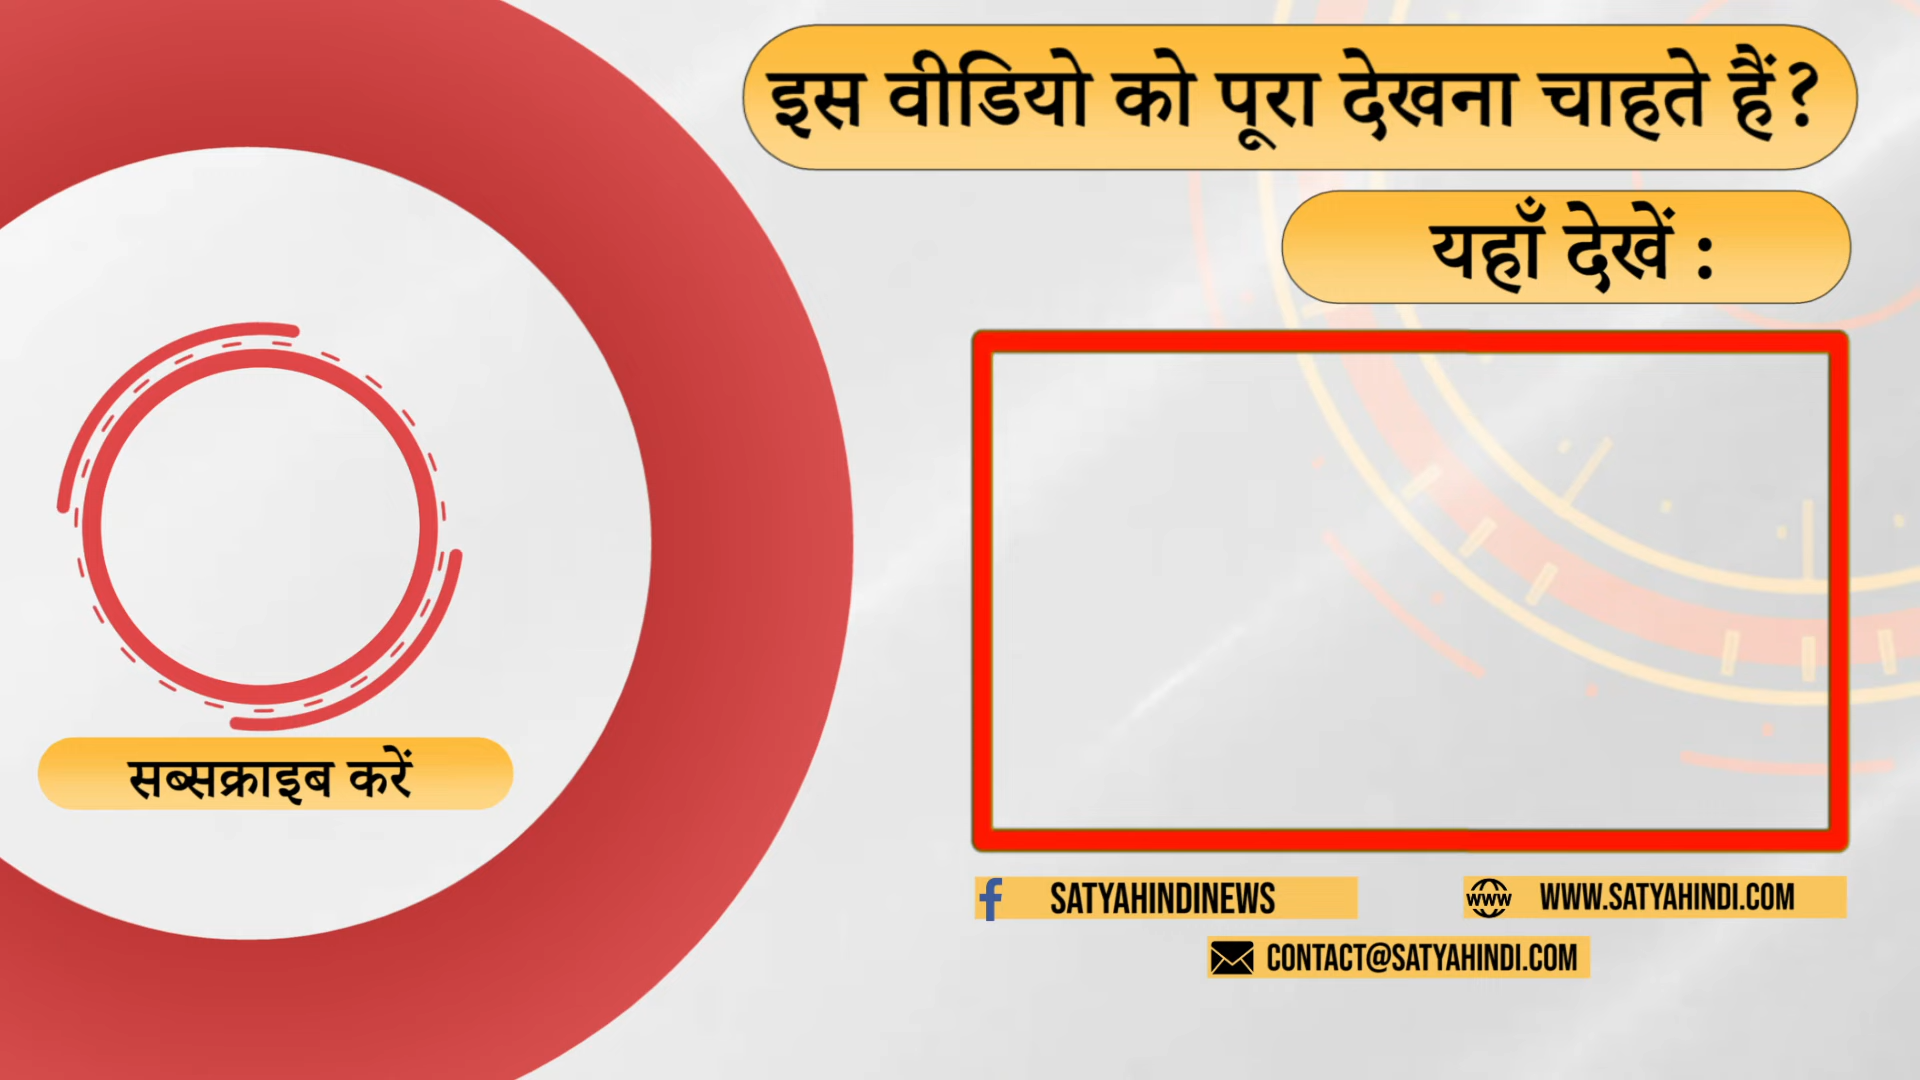 इस वीडियो को पूरा देखना चाहते हैं?
यहाँ देखें :
सब्सक्राइब करें
SATYAHINDINEWS
WWW.SATYAHINDI.COM
CONTACT@SATYAHINDI.COM